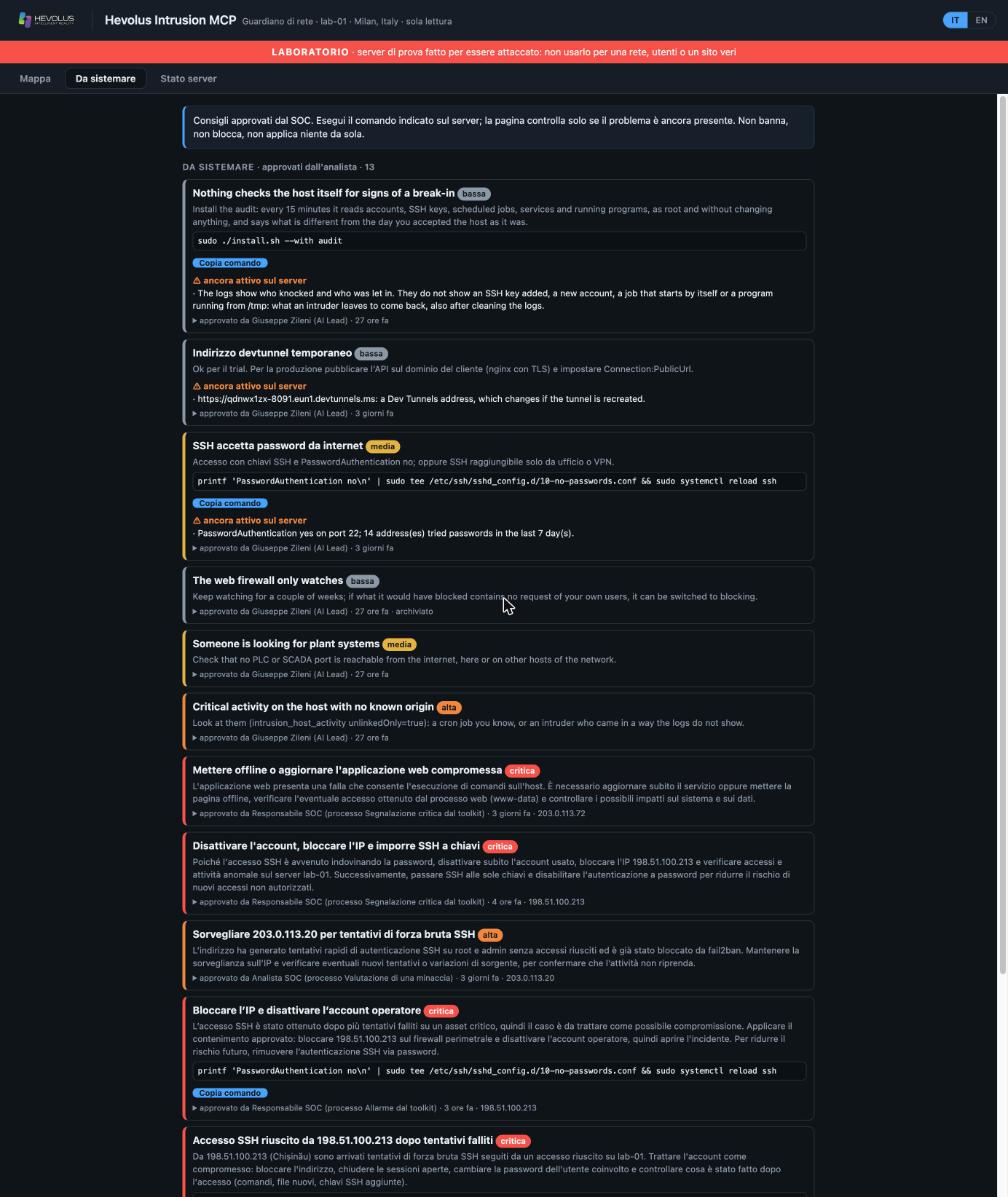 HEVOLUS
Hevolus Intrusion MCP Guardiano di rete · lab-01 · Milan, Italy · sola lettura
IT EN
LABORATORIO · server di prova fatto per essere attaccato: non usarlo per una rete, utenti o un sito veri
Mappa Da sistemare Stato server
Consigli approvati dal SOC. Esegui il comando indicato sul server; la pagina controlla solo se il problema è ancora presente. Non banna,
non blocca, non applica niente da sola.
DA SISTEMARE · approvati dall'analista · 13
Nothing checks the host itself for signs of a break-in bassa
Install the audit: every 15 minutes it reads accounts, SSH keys, scheduled jobs, services and running programs, as root and without changing
anything, and says what is different from the day you accepted the host as it was.
sudo ./install.sh --with audit
Copia comando
⚠ ancora attivo sul server
· The logs show who knocked and who was let in. They do not show an SSH key added, a new account, a job that starts by itself or a program
running from /tmp: what an intruder leaves to come back, also after cleaning the logs.
▶ approvato da Giuseppe Zileni (AI Lead) · 27 ore fa
Indirizzo devtunnel temporaneo bassa
Ok per il trial. Per la produzione pubblicare l'API sul dominio del cliente (nginx con TLS) e impostare Connection:PublicUrl.
⚠ ancora attivo sul server
· https://qdnwx1zx-8091.eun1.devtunnels.ms: a Dev Tunnels address, which changes if the tunnel is recreated.
▶ approvato da Giuseppe Zileni (AI Lead) · 3 giorni fa
SSH accetta password da internet media
Accesso con chiavi SSH e PasswordAuthentication no; oppure SSH raggiungibile solo da ufficio o VPN.
printf 'PasswordAuthentication no\n' | sudo tee /etc/ssh/sshd_config.d/10-no-passwords.conf && sudo systemctl reload ssh
Copia comando
⚠ ancora attivo sul server
· PasswordAuthentication yes on port 22; 14 address(es) tried passwords in the last 7 day(s).
▶ approvato da Giuseppe Zileni (AI Lead) · 3 giorni fa
The web firewall only watches bassa
Keep watching for a couple of weeks; if what it would have blocked contains no request of your own users, it can be switched to blocking.
▶ approvato da Giuseppe Zileni (AI Lead) · 27 ore fa · archiviato
Someone is looking for plant systems media
Check that no PLC or SCADA port is reachable from the internet, here or on other hosts of the network.
▶ approvato da Giuseppe Zileni (AI Lead) · 27 ore fa
Critical activity on the host with no known origin alta
Look at them (intrusion_host_activity unlinkedOnly=true): a cron job you know, or an intruder who came in a way the logs do not show.
▶ approvato da Giuseppe Zileni (AI Lead) · 27 ore fa
Mettere offline o aggiornare l'applicazione web compromessa critica
L'applicazione web presenta una falla che consente l'esecuzione di comandi sull'host. È necessario aggiornare subito il servizio oppure mettere la
pagina offline, verificare l'eventuale accesso ottenuto dal processo web (www-data) e controllare i possibili impatti sul sistema e sui dati.
▶ approvato da Responsabile SOC (processo Segnalazione critica dal toolkit) · 3 giorni fa · 203.0.113.72
Disattivare l'account, bloccare l'IP e imporre SSH a chiavi critica
Poiché l'accesso SSH è avvenuto indovinando la password, disattivare subito l'account usato, bloccare l'IP 198.51.100.213 e verificare accessi e
attività anomale sul server lab-01. Successivamente, passare SSH alle sole chiavi e disabilitare l'autenticazione a password per ridurre il rischio di
nuovi accessi non autorizzati.
▶ approvato da Responsabile SOC (processo Segnalazione critica dal toolkit) · 4 ore fa · 198.51.100.213
Sorvegliare 203.0.113.20 per tentativi di forza bruta SSH alta
L'indirizzo ha generato tentativi rapidi di autenticazione SSH su root e admin senza accessi riusciti ed è già stato bloccato da fail2ban. Mantenere la
sorveglianza sull'IP e verificare eventuali nuovi tentativi o variazioni di sorgente, per confermare che l'attività non riprenda.
▶ approvato da Analista SOC (processo Valutazione di una minaccia) · 3 giorni fa · 203.0.113.20
Bloccare l’IP e disattivare l’account operatore critica
L'accesso SSH è stato ottenuto dopo più tentativi falliti su un asset critico, quindi il caso è da trattare come possibile compromissione. Applicare il
contenimento approvato: bloccare 198.51.100.213 sul firewall perimetrale e disattivare l'account operatore, quindi aprire l'incidente. Per ridurre il
rischio futuro, rimuovere l'autenticazione SSH via password.
printf 'PasswordAuthentication no\n' | sudo tee /etc/ssh/sshd_config.d/10-no-passwords.conf && sudo systemctl reload ssh
Copia comando
▶ approvato da Responsabile SOC (processo Allarme dal toolkit) · 3 ore fa · 198.51.100.213
Accesso SSH riuscito da 198.51.100.213 dopo tentativi falliti critica
Da 198.51.100.213 (Chișinău) sono arrivati tentativi di forza bruta SSH seguiti da un accesso riuscito su lab-01. Trattare l'account come
compromesso: bloccare l'indirizzo, chiudere le sessioni aperte, cambiare la password dell'utente coinvolto e controllare cosa è stato fatto dopo
l'accesso (comandi, file nuovi, chiavi SSH aggiunte).